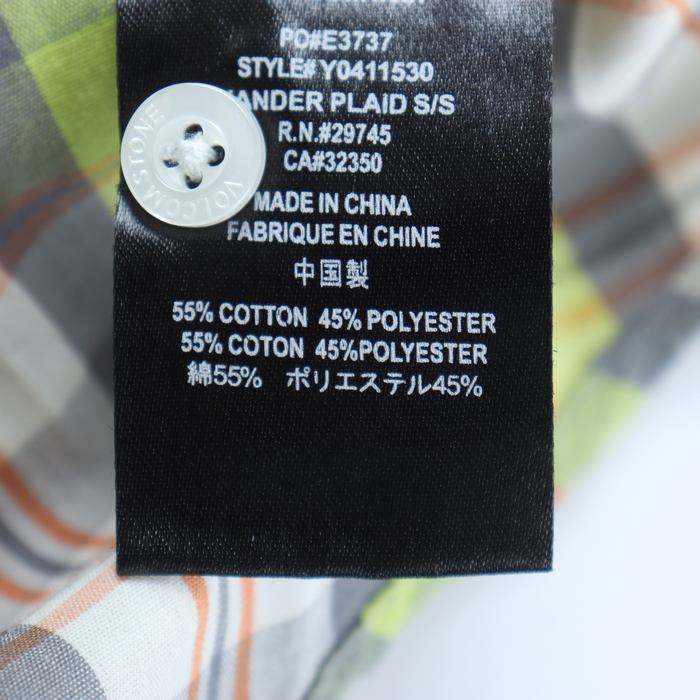 PO#E3737
STYLE# Y0411530
ANDER PLAID S/S
R.N.#29745
CA#32350
MADE IN CHINA
FABRIQUE EN CHINE
中国製
55% COTTON 45% POLYESTER
55% COTON 45%POLYESTER
綿55% ポリエステル45%
VOLCOM STONE